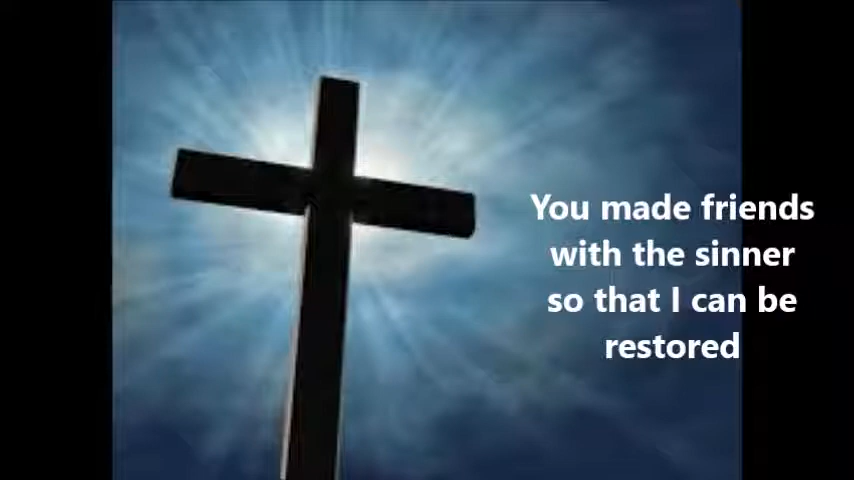 You made friends
with the sinner
so that I can be
restored